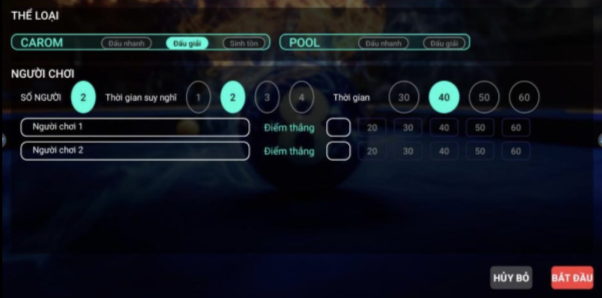 THỂ LOẠI
CAROM Đấu nhanh Đấu giải Sinh tồn POOL Đấu nhanh Đấu giải
NGƯỜI CHƠI
SỐ NGƯỜI 2 Thời gian suy nghĩ 1 2 3 4 Thời gian 30 40 50 60
Người chơi 1 Điểm thắng 20 30 40 50 60
Người chơi 2 Điểm thắng 20 30 40 50 60
HỦY BỎ BẮT ĐẦU